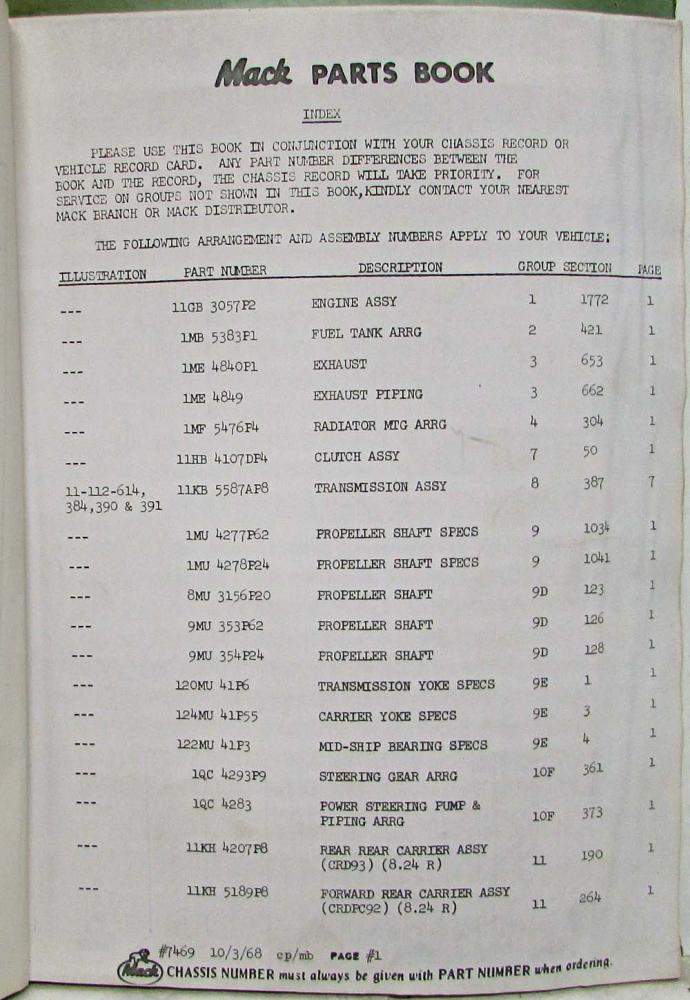 Mack PARTS BOOK
INDEX
PLEASE USE THIS BOOK IN CONJUNCTION WITH YOUR CHASSIS RECORD OR
VEHICLE RECORD CARD. ANY PART NUMBER DIFFERENCES BETWEEN THE
BOOK AND THE RECORD, THE CHASSIS RECORD WILL TAKE PRIORITY. FOR
SERVICE ON GROUPS NOT SHOWN IN THIS BOOK,KINDLY CONTACT YOUR NEAREST
MACK BRANCH OR MACK DISTRIBUTOR.
THE FOLLOWING ARRANGEMENT AND ASSEMBLY NUMBERS APPLY TO YOUR VEHICLE;
ILLUSTRATION PART NUMBER DESCRIPTION GROUP SECTION PAGE
--- 11GB 3057P2 ENGINE ASSY 1 1772 1
--- 1MB 5383P1 FUEL TANK ARRG 2 421 1
--- 1ME 4840P1 EXHAUST 3 653 1
--- 1ME 4849 EXHAUST PIPING 3 662 1
--- 1MF 5476P4 RADIATOR MTG ARRG 4 304 1
--- 11HB 4107DP4 CLUTCH ASSY 7 50 1
11-112-614, 11KB 5587AP8 TRANSMISSION ASSY 8 387 7
384,390 & 391
--- 1MU 4277P62 PROPELLER SHAFT SPECS 9 1034 1
--- 1MU 4278P24 PROPELLER SHAFT SPECS 9 1041 1
--- 8MU 3156P20 PROPELLER SHAFT 9D 123 1
--- 9MU 353P62 PROPELLER SHAFT 9D 126 1
--- 9MU 354P24 PROPELLER SHAFT 9D 128 1
--- 120MU 41P6 TRANSMISSION YOKE SPECS 9E 1 1
--- 124MU 41P55 CARRIER YOKE SPECS 9E 3 1
--- 122MU 41P3 MID-SHIP BEARING SPECS 9E 4 1
--- 1QC 4293P9 STEERING GEAR ARRG 10F 361 1
--- 1QC 4283 POWER STEERING PUMP & 10F 373 1
PIPING ARRG
--- 11KH 4207P8 REAR REAR CARRIER ASSY 11 190 1
(CRD93) (8.24 R)
--- 11KH 5189P8 FORWARD REAR CARRIER ASSY 11 264 1
(CRDPC92) (8.24 R)
#7469 10/3/68 cp/mb PAGE #1
Mack CHASSIS NUMBER must always be given with PART NUMBER when ordering.